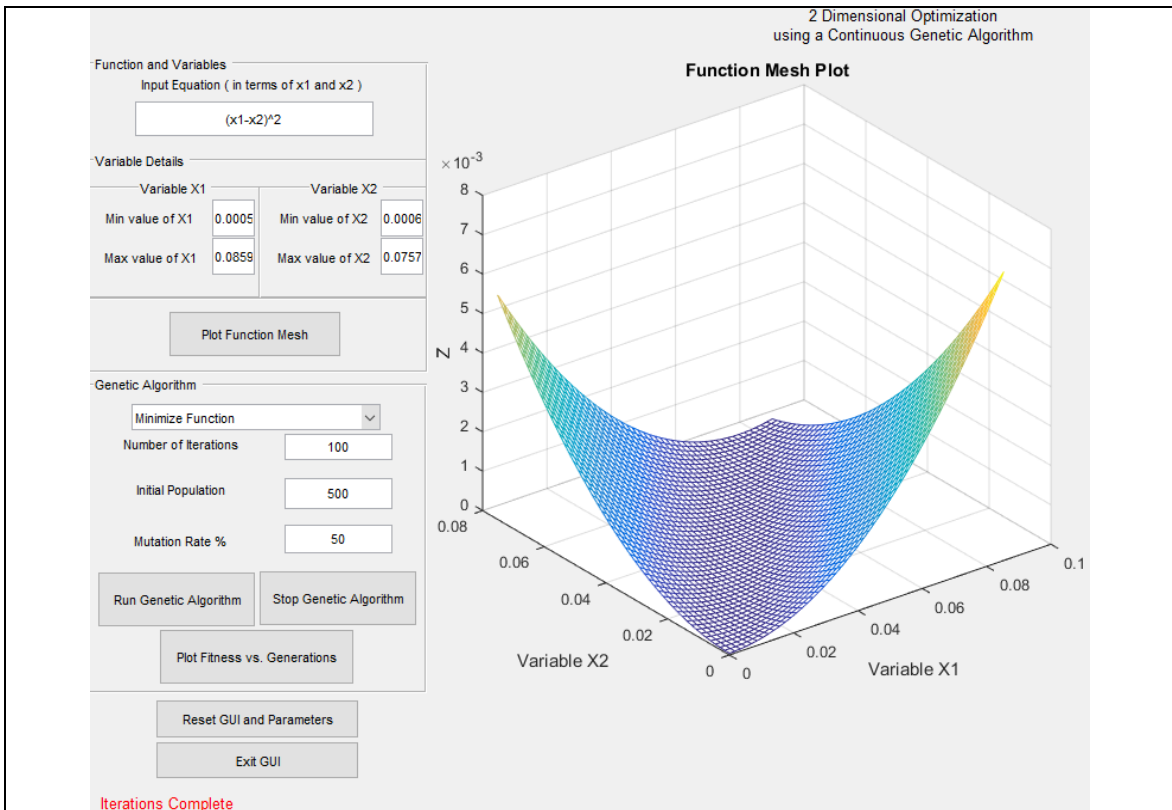 2 Dimensional Optimization
using a Continuous Genetic Algorithm
Function and Variables
Input Equation ( in terms of x1 and x2 )
(x1-x2)^2
Variable Details
Variable X1
Variable X2
Min value of X1 0.0005
Min value of X2 0.0006
Max value of X1 0.0859
Max value of X2 0.0757
Plot Function Mesh
Genetic Algorithm
Minimize Function
Number of Iterations 100
Initial Population 500
Mutation Rate % 50
Run Genetic Algorithm
Stop Genetic Algorithm
Plot Fitness vs. Generations
Reset GUI and Parameters
Exit GUI
Iterations Complete
Function Mesh Plot
×10-3
8
7
6
5
4
3
2
1
0
Z
0.08
0.06
0.04
0.02
0
Variable X2
0
0.02
0.04
0.06
0.08
0.1
Variable X1